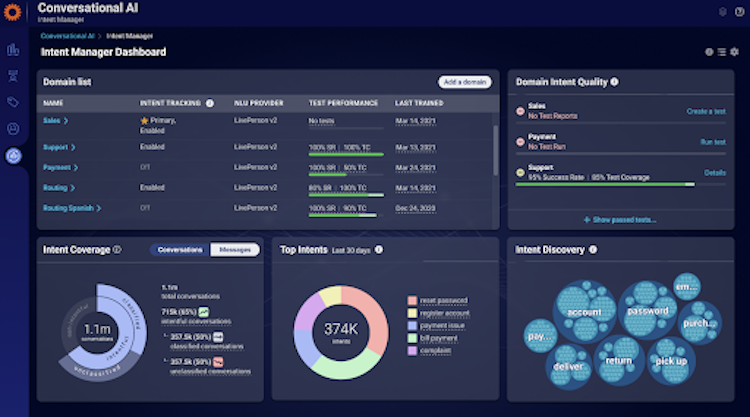 Conversational AI
Intent Manager
Conversational AI > Intent Manager
Intent Manager Dashboard
Domain list
Add a domain
NAME INTENT TRACKING NLU PROVIDER TEST PERFORMANCE LAST TRAINED
Sales > Primary, Enabled LivePerson v2 No tests Mar 14, 2021
Support > Enabled LivePerson v2 100% SR | 100% TC Mar 13, 2021
Payment > Off LivePerson v2 100% SR | 50% TC Mar 24, 2021
Routing > Enabled LivePerson v2 80% SR | 100% TC Mar 14, 2021
Routing Spanish > Off LivePerson v2 100% SR | 90% TC Dec 24, 2020
Domain Intent Quality
Sales
No Test Reports
Create a test
Payment
No Test Run
Run test
Support
95% Success Rate | 85% Test Coverage
Details
+ Show passed tests...
Intent Coverage
Conversations
Messages
1.1m
conversations
non-intentful
classified
intentful
unclassified
1.1m
total conversations
715k (65%)
intentful conversations
357.5k (50%)
classified conversations
357.5k (50%)
unclassified conversations
Top Intents Last 30 days
374K
intents
reset password
register account
payment issue
bill payment
complaint
Intent Discovery
em...
account
password
purch...
pay...
deliver
return
pick up